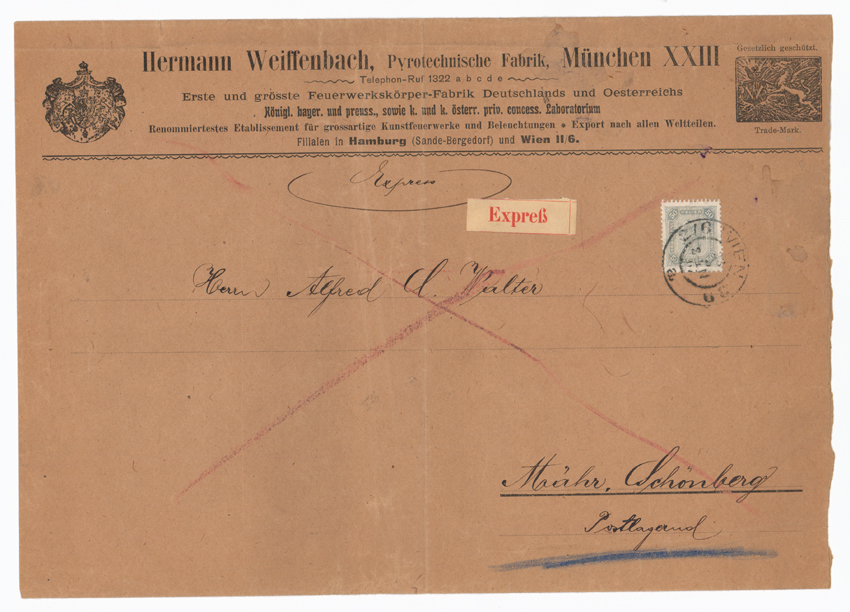 Gesetzlich geschützt.
Hermann Weiffenbach, Pyrotechnische Fabrik, München XXIII
Telephon-Ruf 1322 a b c d e
Erste und grösste Feuerwerkskörper-Fabrik Deutschlands und Oesterreichs
Königl. bayer. und preuss., sowie k. und k. österr. priv. concess. Laboratorium
Renommiertestes Etablissement für grossartige Kunstfeuerwerke und Beleuchtungen • Export nach allen Weltteilen.
Trade-Mark.
Filialen in Hamburg (Sande-Bergedorf) und Wien II/6.
Express
Expreß
WIEN
Herrn Alfred C. Walter
Mähr. Schönberg
Postlagernd